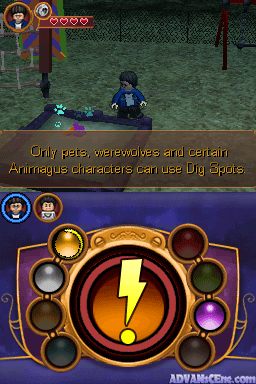 Only pets, werewolves and certain
Animagus characters can use Dig Spots.
ADVANsCEne.com